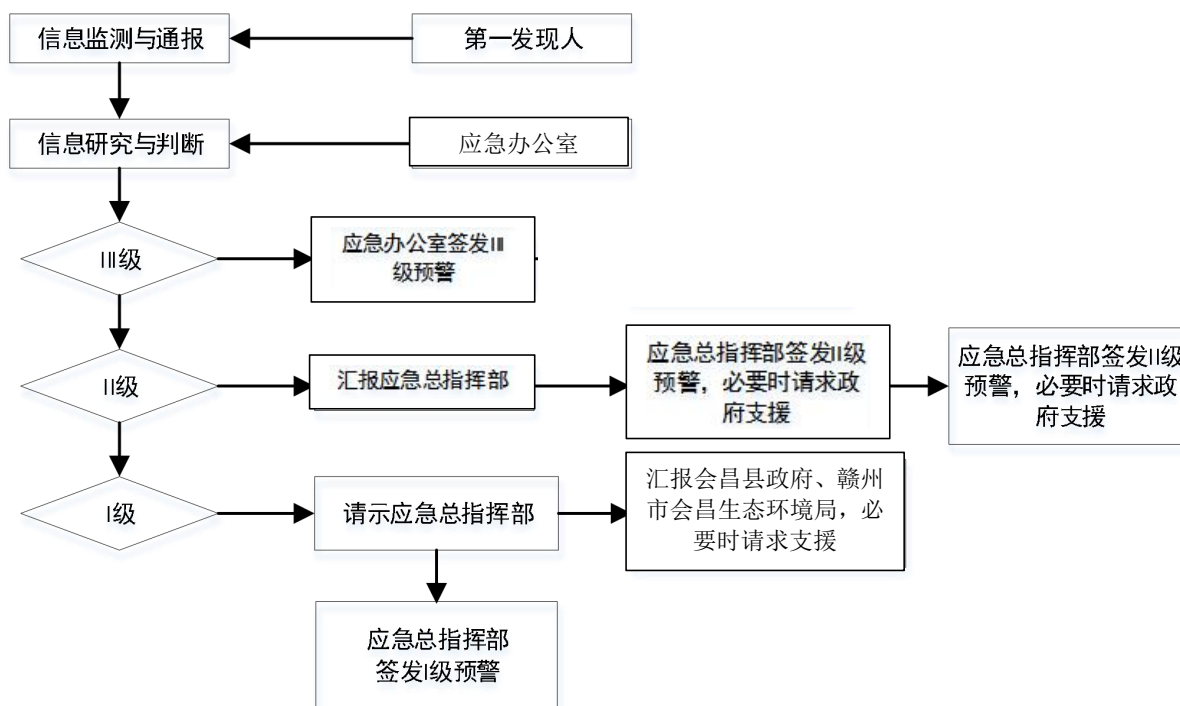 信息监测与通报
第一发现人
信息研究与判断
应急办公室
III级
应急办公室签发III
级预警
II级
汇报应急总指挥部
应急总指挥部签发II级
预警，必要时请求政
府支援
应急总指挥部签发II级
预警，必要时请求政
府支援
I级
请示应急总指挥部
汇报会昌县政府、赣州
市会昌生态环境局，必
要时请求支援
应急总指挥部
签发I级预警